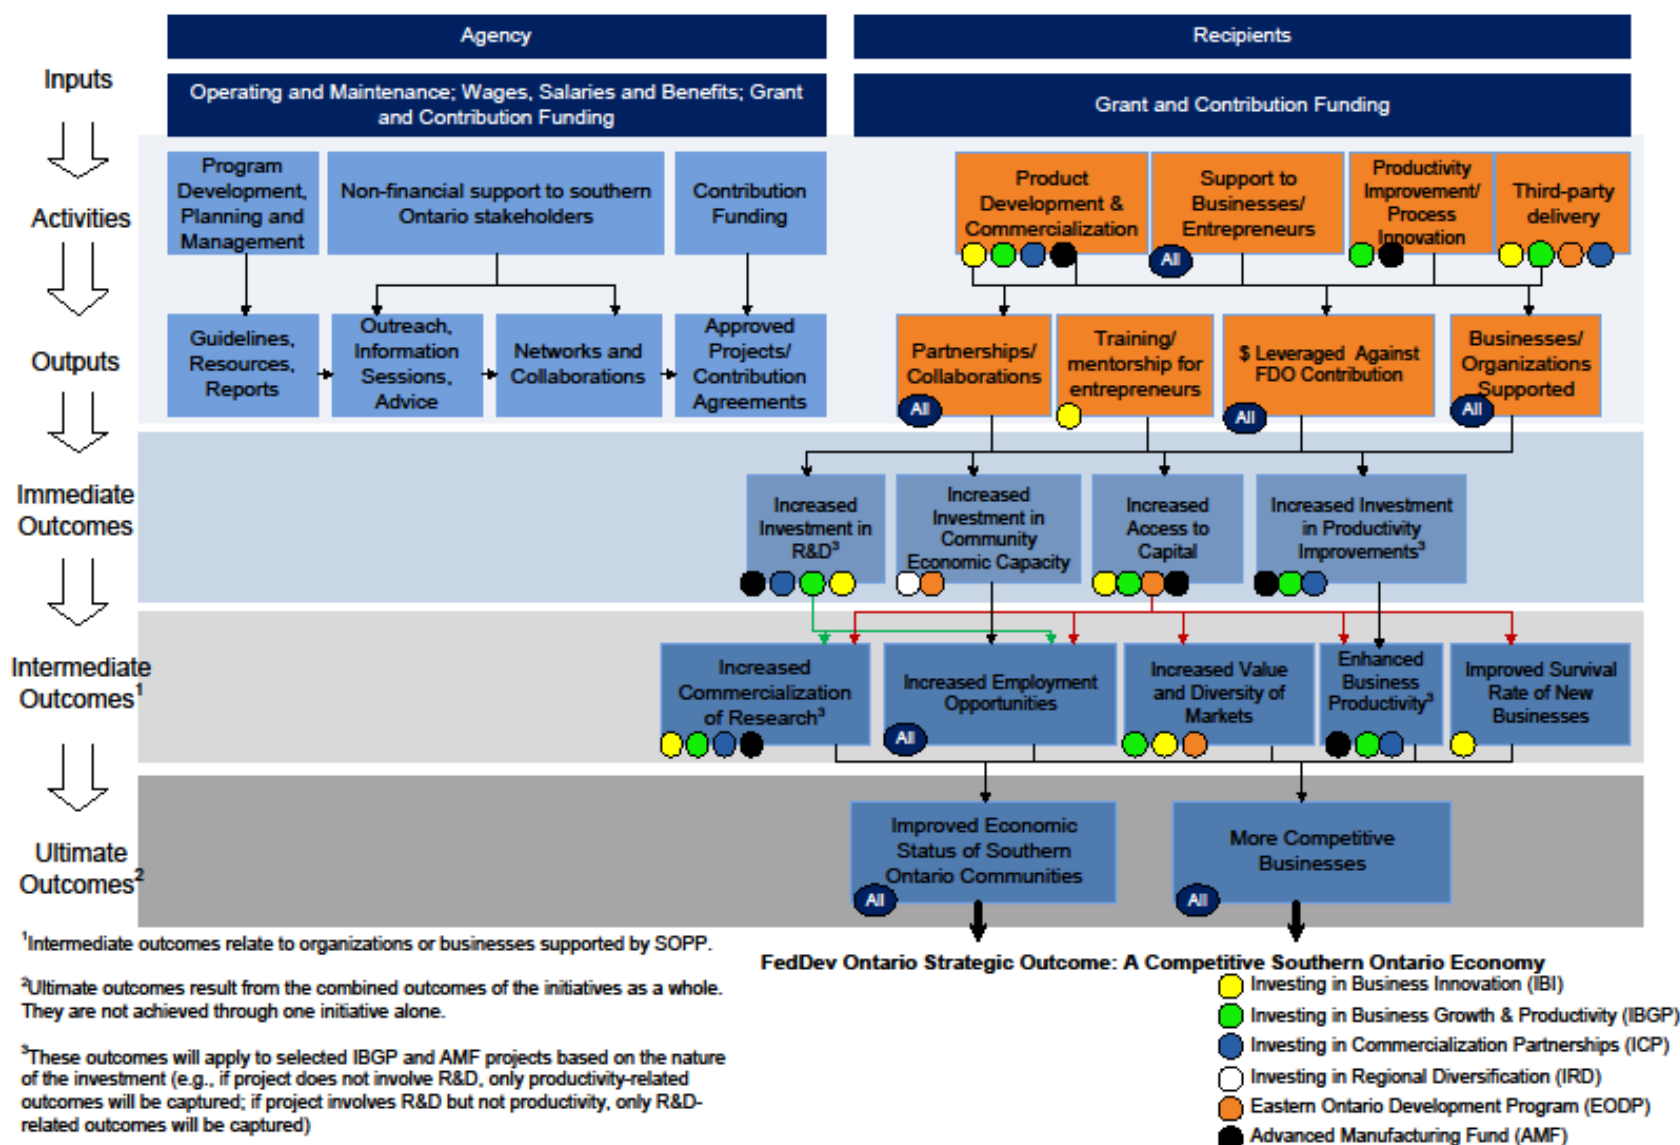 Agency
Recipients
Inputs
Operating and Maintenance; Wages, Salaries and Benefits; Grant
and Contribution Funding
Grant and Contribution Funding
Activities
Program
Development,
Planning and
Management
Non-financial support to southern
Ontario stakeholders
Contribution
Funding
Product
Development &
Commercialization
Support to
Businesses/
Entrepreneurs
All
Productivity
Improvement/
Process
Innovation
Third-party
delivery
Outputs
Guidelines,
Resources,
Reports
Outreach,
Information
Sessions,
Advice
Networks and
Collaborations
Approved
Projects/
Contribution
Agreements
Partnerships/
Collaborations
All
Training/
mentorship for
entrepreneurs
$ Leveraged Against
FDO Contribution
All
Businesses/
Organizations
Supported
All
Immediate
Outcomes
Increased
Investment in
R&D³
Increased
Investment in
Community
Economic Capacity
Increased
Access to
Capital
Increased Investment
in Productivity
Improvements³
Intermediate
Outcomes¹
Increased
Commercialization
of Research³
Increased Employment
Opportunities
All
Increased Value
and Diversity of
Markets
Enhanced
Business
Productivity³
Improved Survival
Rate of New
Businesses
Ultimate
Outcomes²
Improved Economic
Status of Southern
Ontario Communities
All
More Competitive
Businesses
All
¹Intermediate outcomes relate to organizations or businesses supported by SOPP.
²Ultimate outcomes result from the combined outcomes of the initiatives as a whole.
They are not achieved through one initiative alone.
³These outcomes will apply to selected IBGP and AMF projects based on the nature
of the investment (e.g., if project does not involve R&D, only productivity-related
outcomes will be captured; if project involves R&D but not productivity, only R&D-
related outcomes will be captured)
FedDev Ontario Strategic Outcome: A Competitive Southern Ontario Economy
Investing in Business Innovation (IBI)
Investing in Business Growth & Productivity (IBGP)
Investing in Commercialization Partnerships (ICP)
Investing in Regional Diversification (IRD)
Eastern Ontario Development Program (EODP)
Advanced Manufacturing Fund (AMF)